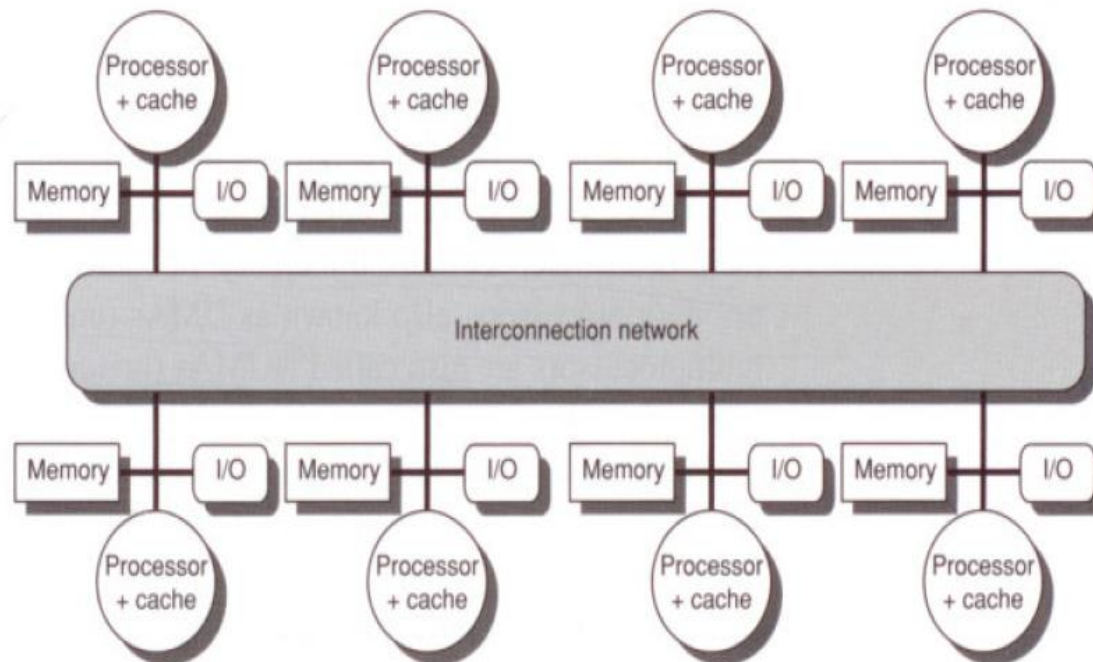 Processor
+ cache
Processor
+ cache
Processor
+ cache
Processor
+ cache
Memory
I/O
Memory
I/O
Memory
I/O
Memory
I/O
Interconnection network
Memory
I/O
Memory
I/O
Memory
I/O
Memory
I/O
Processor
+ cache
Processor
+ cache
Processor
+ cache
Processor
+ cache